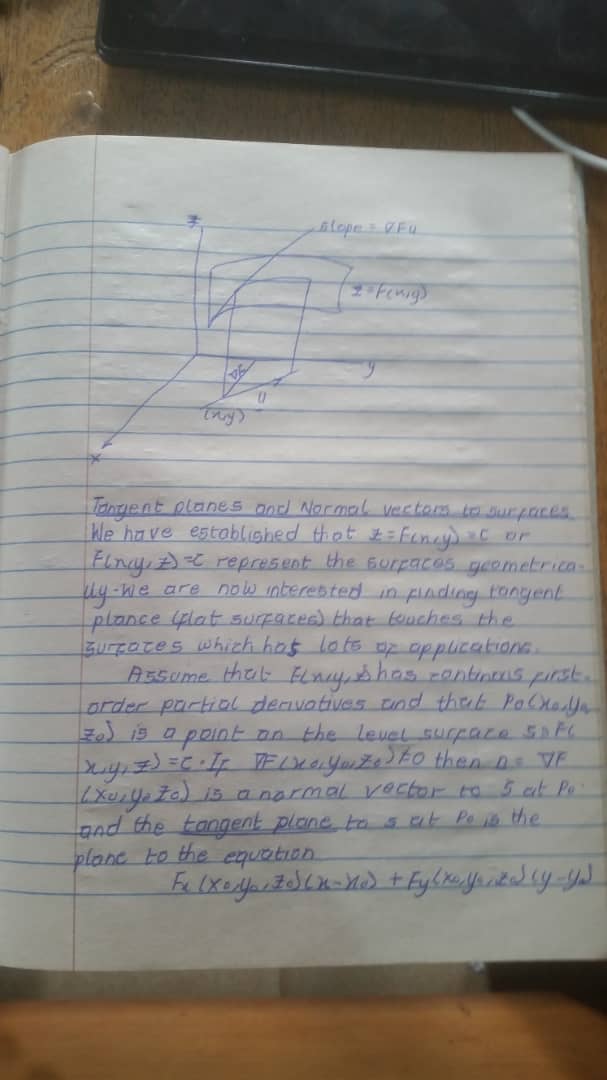 z
slope = ∇Fu
z = F(x,y)
y
∇F
u
(x,y)
x
Tangent planes and Normal vectors to surfaces
We have established that z = F(x,y) = C or
F(x,y,z) = C represent the surfaces geometrica-
lly - we are now interested in finding tangent
plance (flat surfaces) that touches the
surfaces which has lots of applications.
Assume that F(x,y,z) has continous first-
order partial derivatives and that Po(xo,yo
zo) is a point on the level surface S: F(
x,y,z) = C. If ∇F(xo,yo,zo) ≠ 0 then n = ∇F
(xo,yo,zo) is a normal vector to S at Po
and the tangent plane to s at Po is the
plane to the equation
Fx(xo,yo,zo)(x-xo) + Fy(xo,yo,zo)(y-yo)